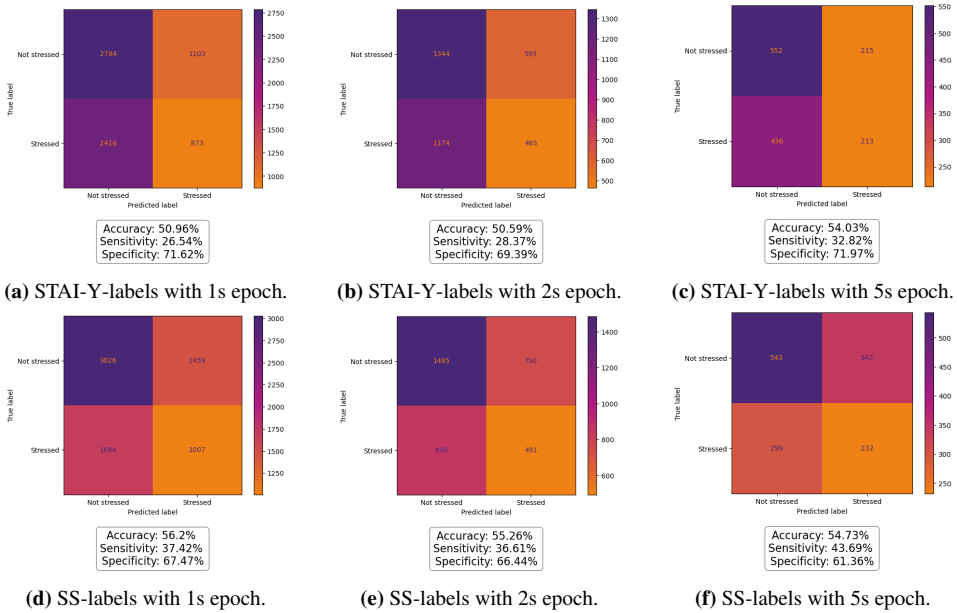 Not stressed
2784
1103
Stressed
2416
873
Not stressed
Stressed
Predicted label
True label
2750
2500
2250
2000
1750
1500
1250
1000
Accuracy: 50.96%
Sensitivity: 26.54%
Specificity: 71.62%
(a) STAI-Y-labels with 1s epoch.
Not stressed
1344
593
Stressed
1174
465
Not stressed
Stressed
Predicted label
True label
1300
1200
1100
1000
900
800
700
600
500
Accuracy: 50.59%
Sensitivity: 28.37%
Specificity: 69.39%
(b) STAI-Y-labels with 2s epoch.
Not stressed
552
215
Stressed
436
213
Not stressed
Stressed
Predicted label
True label
550
500
450
400
350
300
250
Accuracy: 54.03%
Sensitivity: 32.82%
Specificity: 71.97%
(c) STAI-Y-labels with 5s epoch.
Not stressed
3026
1459
Stressed
1684
1007
Not stressed
Stressed
Predicted label
True label
3000
2750
2500
2250
2000
1750
1500
1250
Accuracy: 56.2%
Sensitivity: 37.42%
Specificity: 67.47%
(d) SS-labels with 1s epoch.
Not stressed
1485
750
Stressed
850
491
Not stressed
Stressed
Predicted label
True label
1400
1200
1000
800
600
Accuracy: 55.26%
Sensitivity: 36.61%
Specificity: 66.44%
(e) SS-labels with 2s epoch.
Not stressed
543
342
Stressed
299
232
Not stressed
Stressed
Predicted label
True label
500
450
400
350
300
250
Accuracy: 54.73%
Sensitivity: 43.69%
Specificity: 61.36%
(f) SS-labels with 5s epoch.